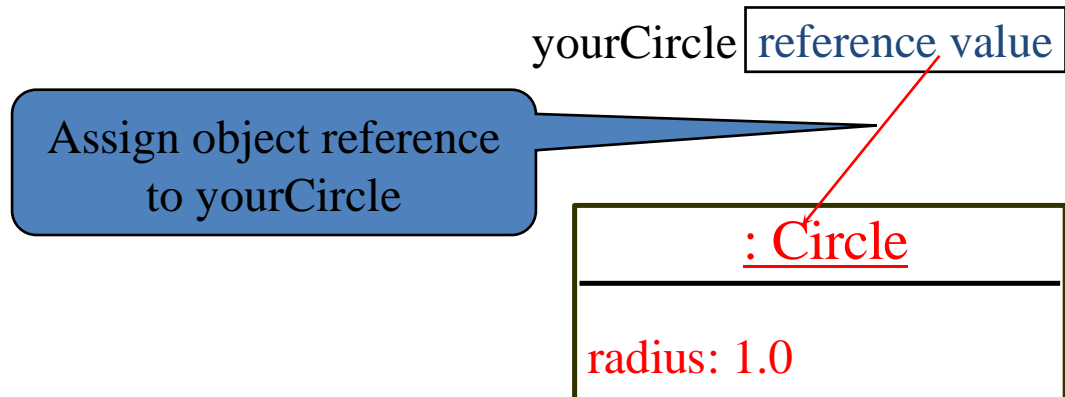 yourCircle reference value
Assign object reference
to yourCircle
: Circle
radius: 1.0